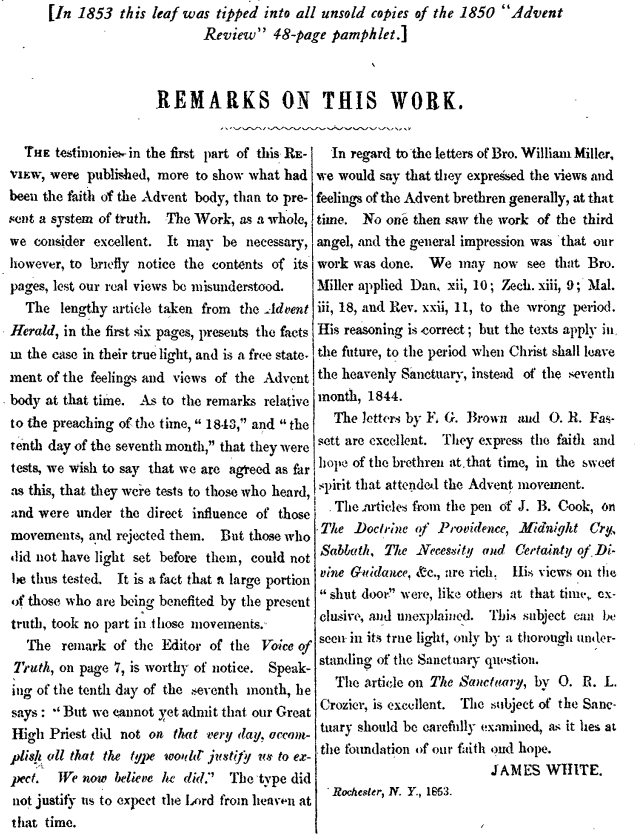 [In 1853 this leaf was tipped into all unsold copies of the 1850 "Advent
Review" 48-page pamphlet.]
REMARKS ON THIS WORK.
THE testimonies in the first part of this RE-
VIEW, were published, more to show what had
been the faith of the Advent body, than to pre-
sent a system of truth. The Work, as a whole,
we consider excellent. It may be necessary,
however, to briefly notice the contents of its
pages, lest our real views be misunderstood.
The lengthy article taken from the Advent
Herald, in the first six pages, presents the facts
in the case in their true light, and is a free state-
ment of the feelings and views of the Advent
body at that time. As to the remarks relative
to the preaching of the time, "1843," and "the
tenth day of the seventh month," that they were
tests, we wish to say that we are agreed as far
as this, that they were tests to those who heard,
and were under the direct influence of those
movements, and rejected them. But those who
did not have light set before them, could not
be thus tested. It is a fact that a large portion
of those who are being benefited by the present
truth, took no part in those movements.
The remark of the Editor of the Voice of
Truth, on page 7, is worthy of notice. Speak-
ing of the tenth day of the seventh month, he
says: "But we cannot yet admit that our Great
High Priest did not on that very day, accom-
plish all that the type would justify us to ex-
pect. We now believe he did." The type did
not justify us to expect the Lord from heaven at
that time.
In regard to the letters of Bro. William Miller,
we would say that they expressed the views and
feelings of the Advent brethren generally, at that
time. No one then saw the work of the third
angel, and the general impression was that our
work was done. We may now see that Bro.
Miller applied Dan. xii, 10; Zech. xiii, 9; Mal.
iii, 18, and Rev. xxii, 11, to the wrong period.
His reasoning is correct; but the texts apply in
the future, to the period when Christ shall leave
the heavenly Sanctuary, instead of the seventh
month, 1844.
The letters by F. G. Brown and O. R. Fas-
sett are excellent. They express the faith and
hope of the brethren at that time, in the sweet
spirit that attended the Advent movement.
The articles from the pen of J. B. Cook, on
The Doctrine of Providence, Midnight Cry,
Sabbath, The Necessity and Certainty of Di-
vine Guidance, &c., are rich. His views on the
"shut door" were, like others at that time, ex-
clusive, and unexplained. This subject can be
seen in its true light, only by a thorough under-
standing of the Sanctuary question.
The article on The Sanctuary, by O. R. L.
Crozier, is excellent. The subject of the Sanc-
tuary should be carefully examined, as it lies at
the foundation of our faith and hope.
JAMES WHITE.
Rochester, N. Y., 1853.